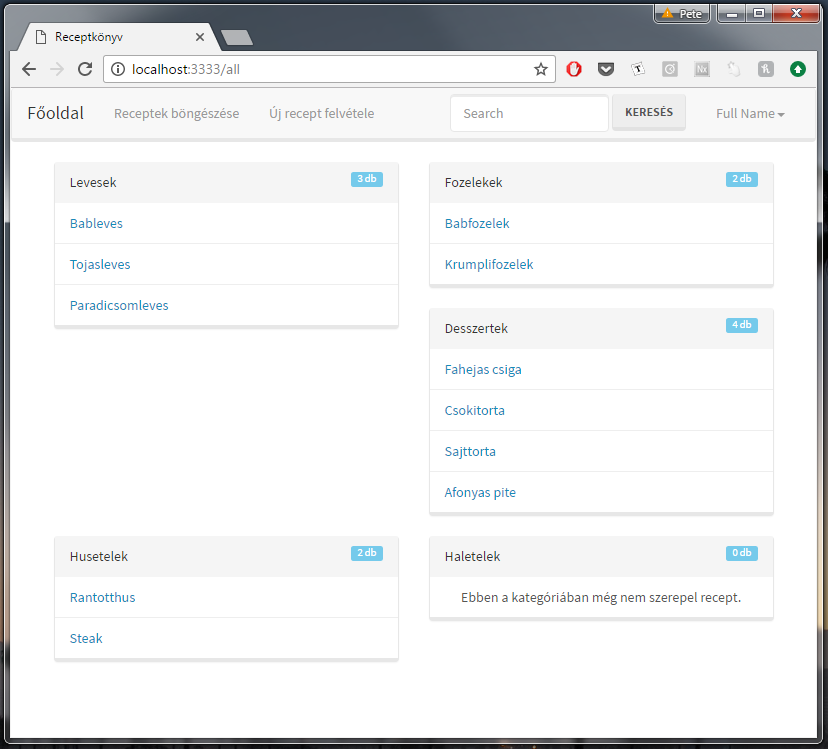 Pete
Receptkönyv
localhost:3333/all
Főoldal
Receptek böngészése
Új recept felvétele
Search
KERESÉS
Full Name
Levesek
3 db
Bableves
Tojasleves
Paradicsomleves
Fozelekek
2 db
Babfozelek
Krumplifozelek
Desszertek
4 db
Fahejas csiga
Csokitorta
Sajttorta
Afonyas pite
Husetelek
2 db
Rantotthus
Steak
Haletelek
0 db
Ebben a kategóriában még nem szerepel recept.